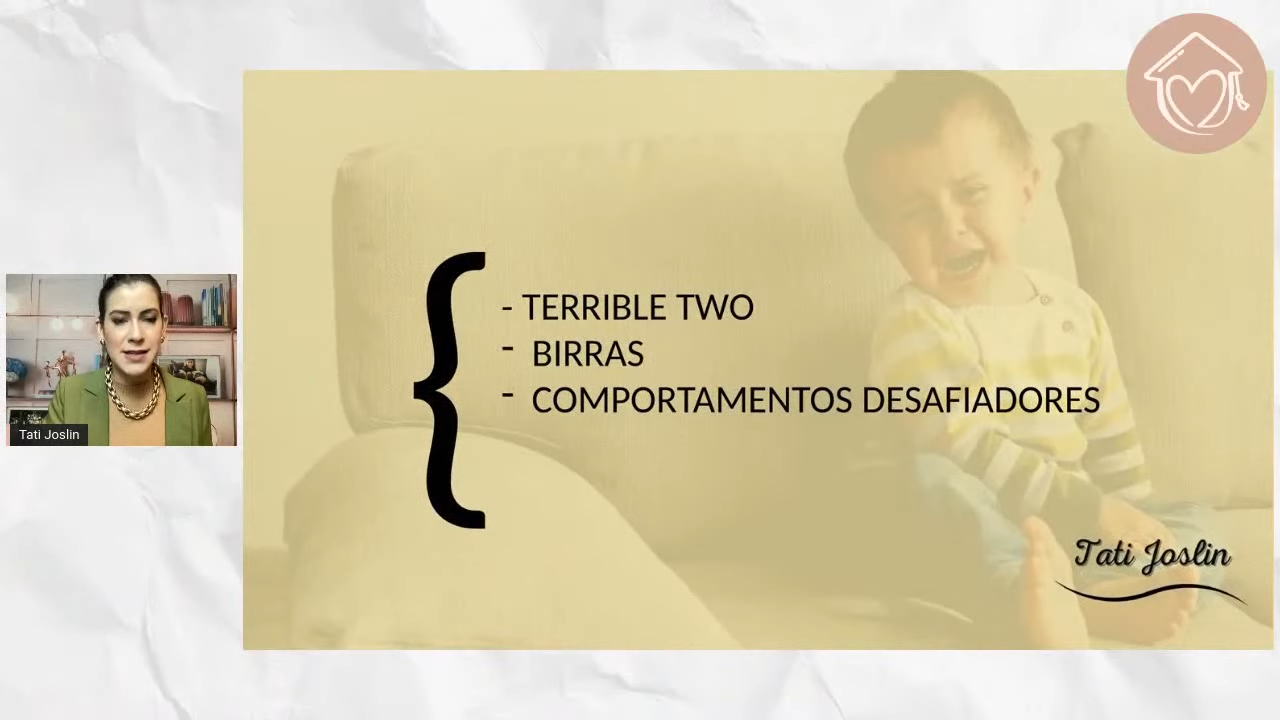 - TERRIBLE TWO
- BIRRAS
- COMPORTAMENTOS DESAFIADORES
Tati Joslin
Tati Joslin